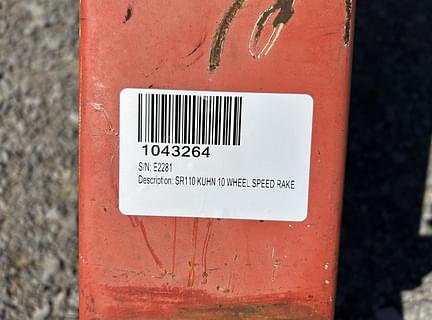 1043264
S/N: E2281
Description: SR110 KUHN 10 WHEEL SPEED RAKE